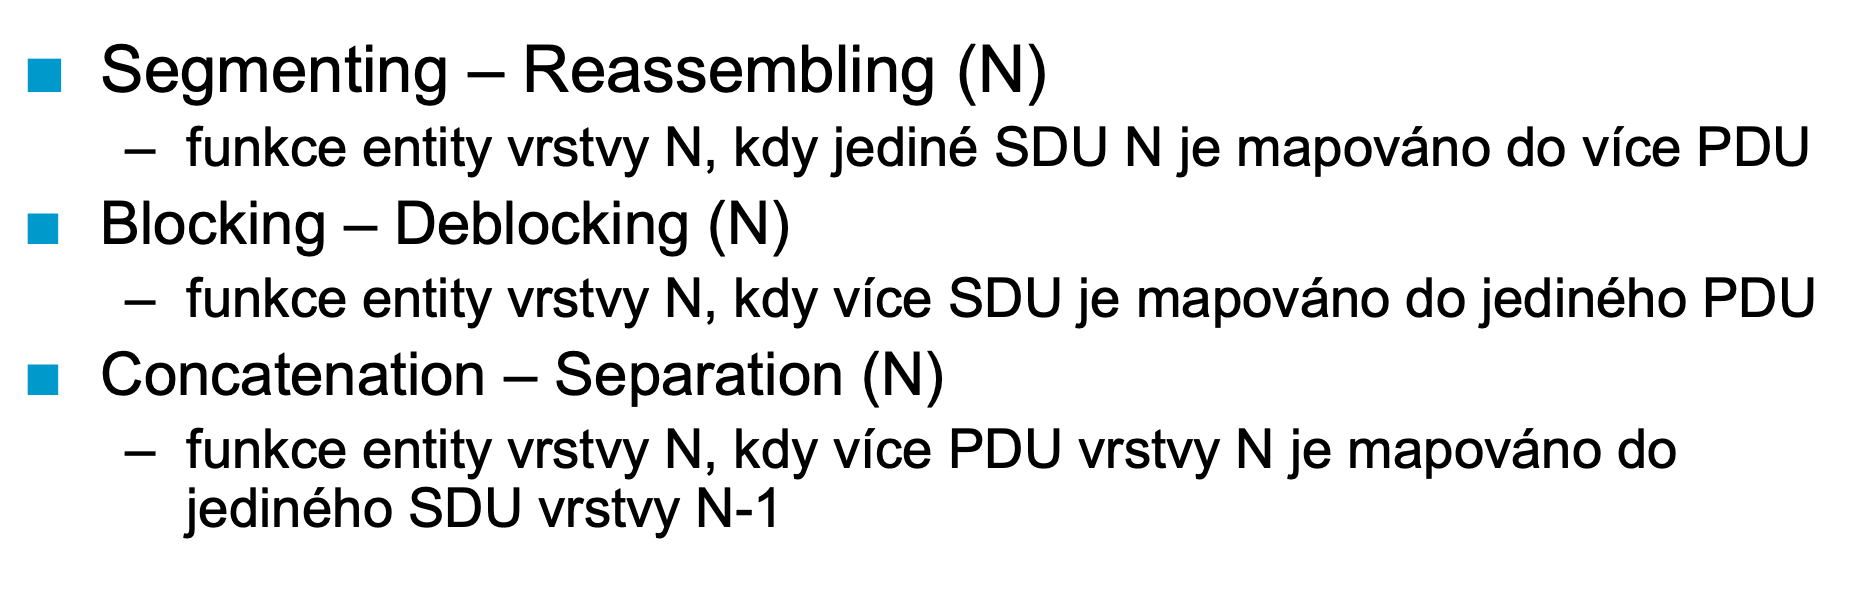 ■ Segmenting – Reassembling (N)
– funkce entity vrstvy N, kdy jediné SDU N je mapováno do více PDU
■ Blocking – Deblocking (N)
– funkce entity vrstvy N, kdy více SDU je mapováno do jediného PDU
■ Concatenation – Separation (N)
– funkce entity vrstvy N, kdy více PDU vrstvy N je mapováno do
jediného SDU vrstvy N-1